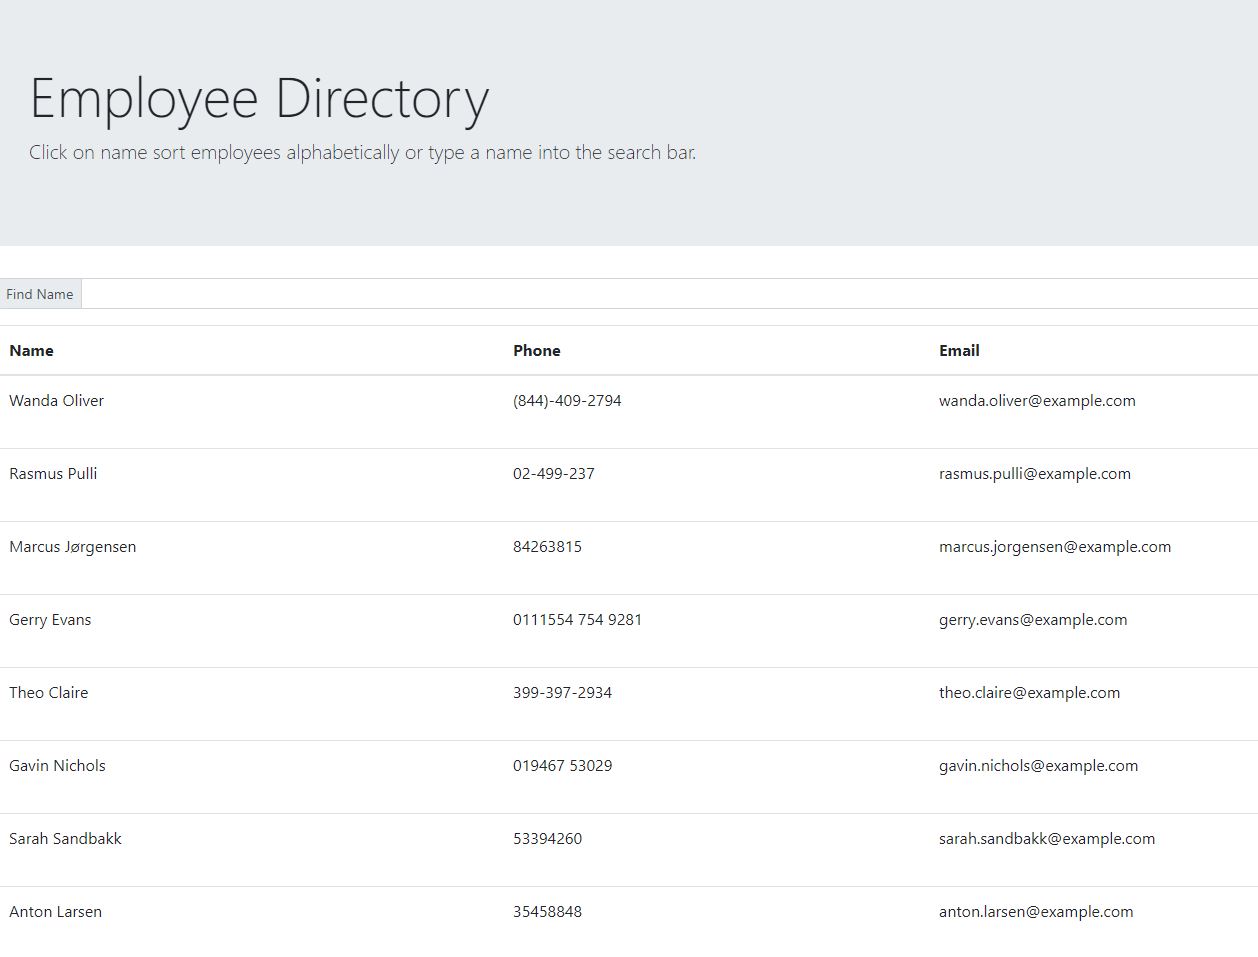 Employee Directory
Click on name sort employees alphabetically or type a name into the search bar.
Find Name
Name Phone Email
Wanda Oliver (844)-409-2794 wanda.oliver@example.com
Rasmus Pulli 02-499-237 rasmus.pulli@example.com
Marcus Jørgensen 84263815 marcus.jorgensen@example.com
Gerry Evans 0111554 754 9281 gerry.evans@example.com
Theo Claire 399-397-2934 theo.claire@example.com
Gavin Nichols 019467 53029 gavin.nichols@example.com
Sarah Sandbakk 53394260 sarah.sandbakk@example.com
Anton Larsen 35458848 anton.larsen@example.com